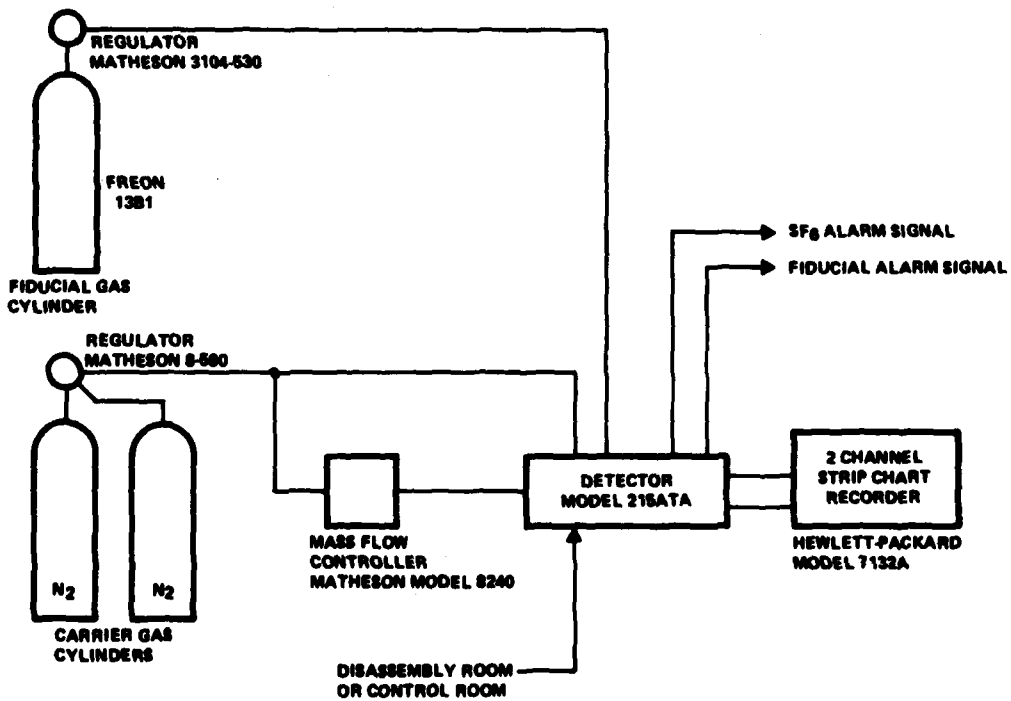 REGULATOR
MATHESON 3104-530
FREON
13B1
FIDUCIAL GAS
CYLINDER
SF6 ALARM SIGNAL
FIDUCIAL ALARM SIGNAL
REGULATOR
MATHESON 8-580
N2
N2
CARRIER GAS
CYLINDERS
MASS FLOW
CONTROLLER
MATHESON MODEL 8240
DETECTOR
MODEL 215ATA
2 CHANNEL
STRIP CHART
RECORDER
HEWLETT-PACKARD
MODEL 7132A
DISASSEMBLY ROOM
OR CONTROL ROOM